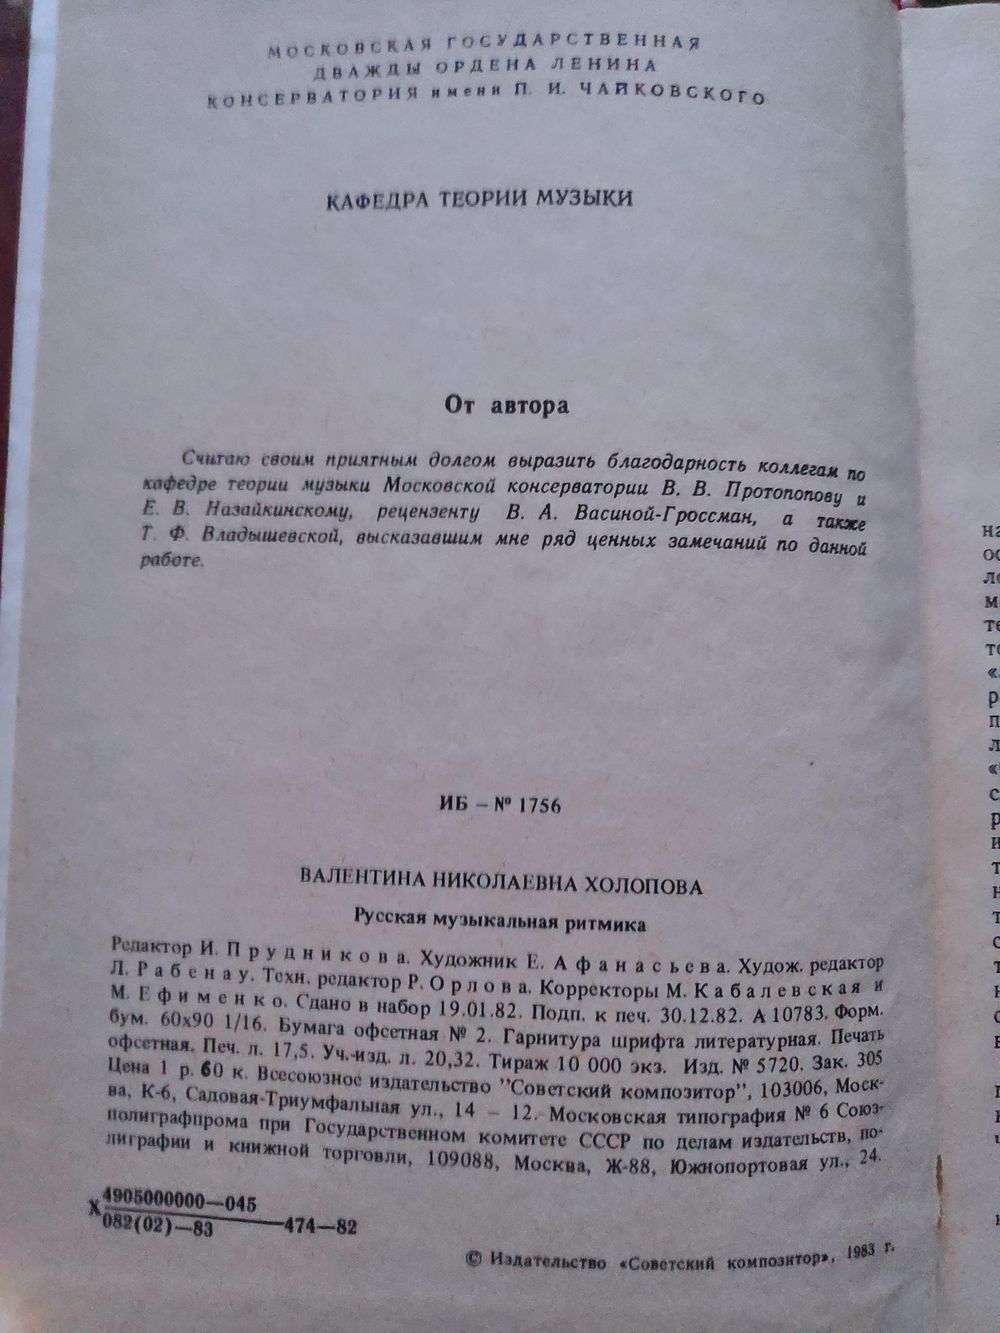 МОСКОВСКАЯ ГОСУДАРСТВЕННАЯ
ДВАЖДЫ ОРДЕНА ЛЕНИНА
КОНСЕРВАТОРИЯ имени П. И. ЧАЙКОВСКОГО
КАФЕДРА ТЕОРИИ МУЗЫКИ
От автора
Считаю своим приятным долгом выразить благодарность коллегам по
кафедре теории музыки Московской консерватории В. В. Протопопову и
Е. В. Назайкинскому, рецензенту В. А. Васиной-Гроссман, а также
Т. Ф. Владышевской, высказавшим мне ряд ценных замечаний по данной
работе.
ИБ – № 1756
ВАЛЕНТИНА НИКОЛАЕВНА ХОЛОПОВА
Русская музыкальная ритмика
Редактор И. Прудникова. Художник Е. Афанасьева. Худож. редактор
Л. Рабенау. Техн. редактор Р. Орлова. Корректоры М. Кабалевская и
М. Ефименко. Сдано в набор 19.01.82. Подп. к печ. 30.12.82. А 10783. Форм.
бум. 60х90 1/16. Бумага офсетная № 2. Гарнитура шрифта литературная. Печать
офсетная. Печ. л. 17,5. Уч.-изд. л. 20,32. Тираж 10 000 экз. Изд. № 5720. Зак. 305
Цена 1 р. 60 к. Всесоюзное издательство "Советский композитор", 103006, Моск-
ва, К-6, Садовая-Триумфальная ул., 14 – 12. Московская типография № 6 Союз-
полиграфпрома при Государственном комитете СССР по делам издательств, по-
лиграфии и книжной торговли, 109088, Москва, Ж-88, Южнопортовая ул., 24.
Х 4905000000—045
082(02)—83 —474—82
© Издательство «Советский композитор», 1983 г.